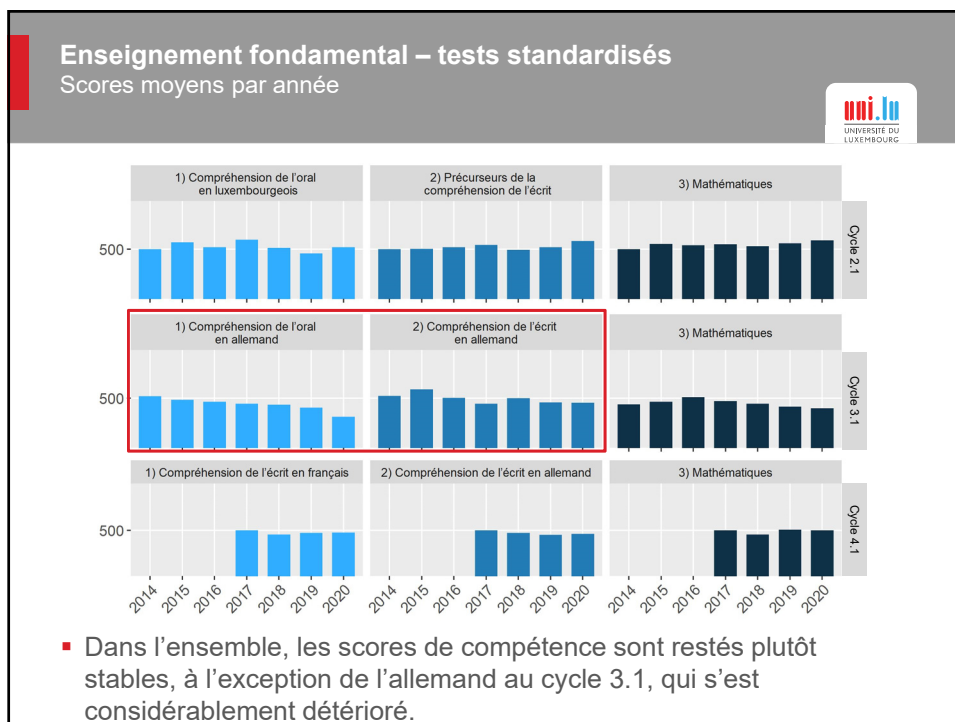 Enseignement fondamental – tests standardisés
Scores moyens par année
uni.lu
UNIVERSITÉ DU
LUXEMBOURG
1) Compréhension de l'oral
en luxembourgeois
2) Précurseurs de la
compréhension de l'écrit
3) Mathématiques
500
Cycle 2.1
1) Compréhension de l'oral
en allemand
2) Compréhension de l'écrit
en allemand
3) Mathématiques
500
Cycle 3.1
1) Compréhension de l'écrit en français
2) Compréhension de l'écrit en allemand
3) Mathématiques
500
Cycle 4.1
2014 2015 2016 2017 2018 2019 2020 2014 2015 2016 2017 2018 2019 2020 2014 2015 2016 2017 2018 2019 2020
▪ Dans l'ensemble, les scores de compétence sont restés plutôt
stables, à l'exception de l'allemand au cycle 3.1, qui s'est
considérablement détérioré.